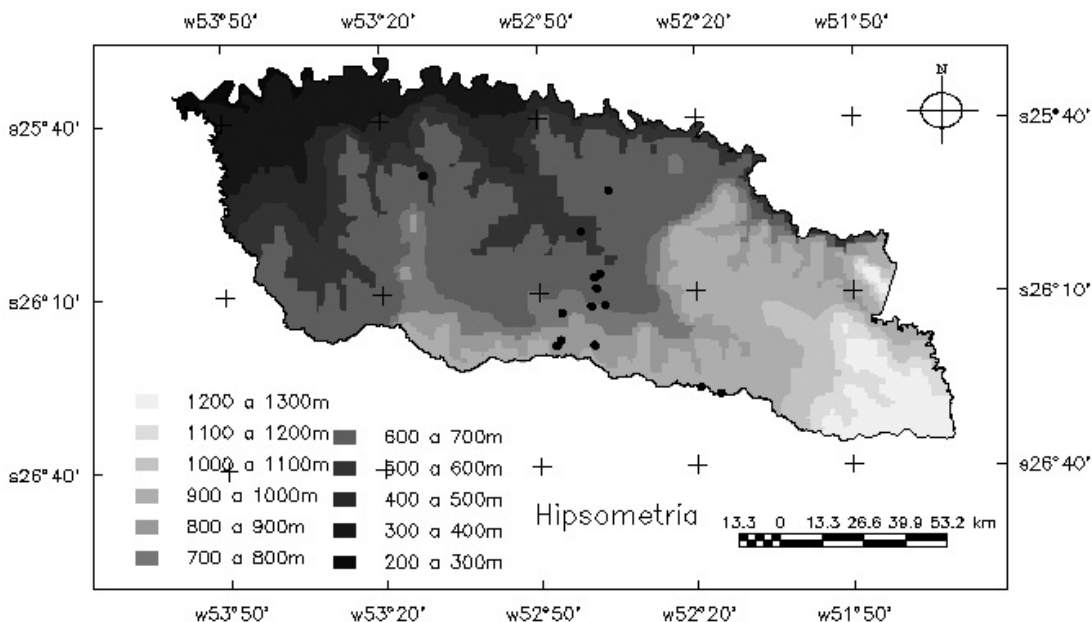 w53°50' w53°20' w52°50' w52°20' w51°50'
N
s25°40' s25°40'
s26°10' s26°10'
s26°40' s26°40'
1200 a 1300m
1100 a 1200m
1000 a 1100m
900 a 1000m
800 a 900m
700 a 800m
600 a 700m
500 a 600m
400 a 500m
300 a 400m
200 a 300m
Hipsometria
13.3 0 13.3 26.6 39.9 53.2 km
w53°50' w53°20' w52°50' w52°20' w51°50'